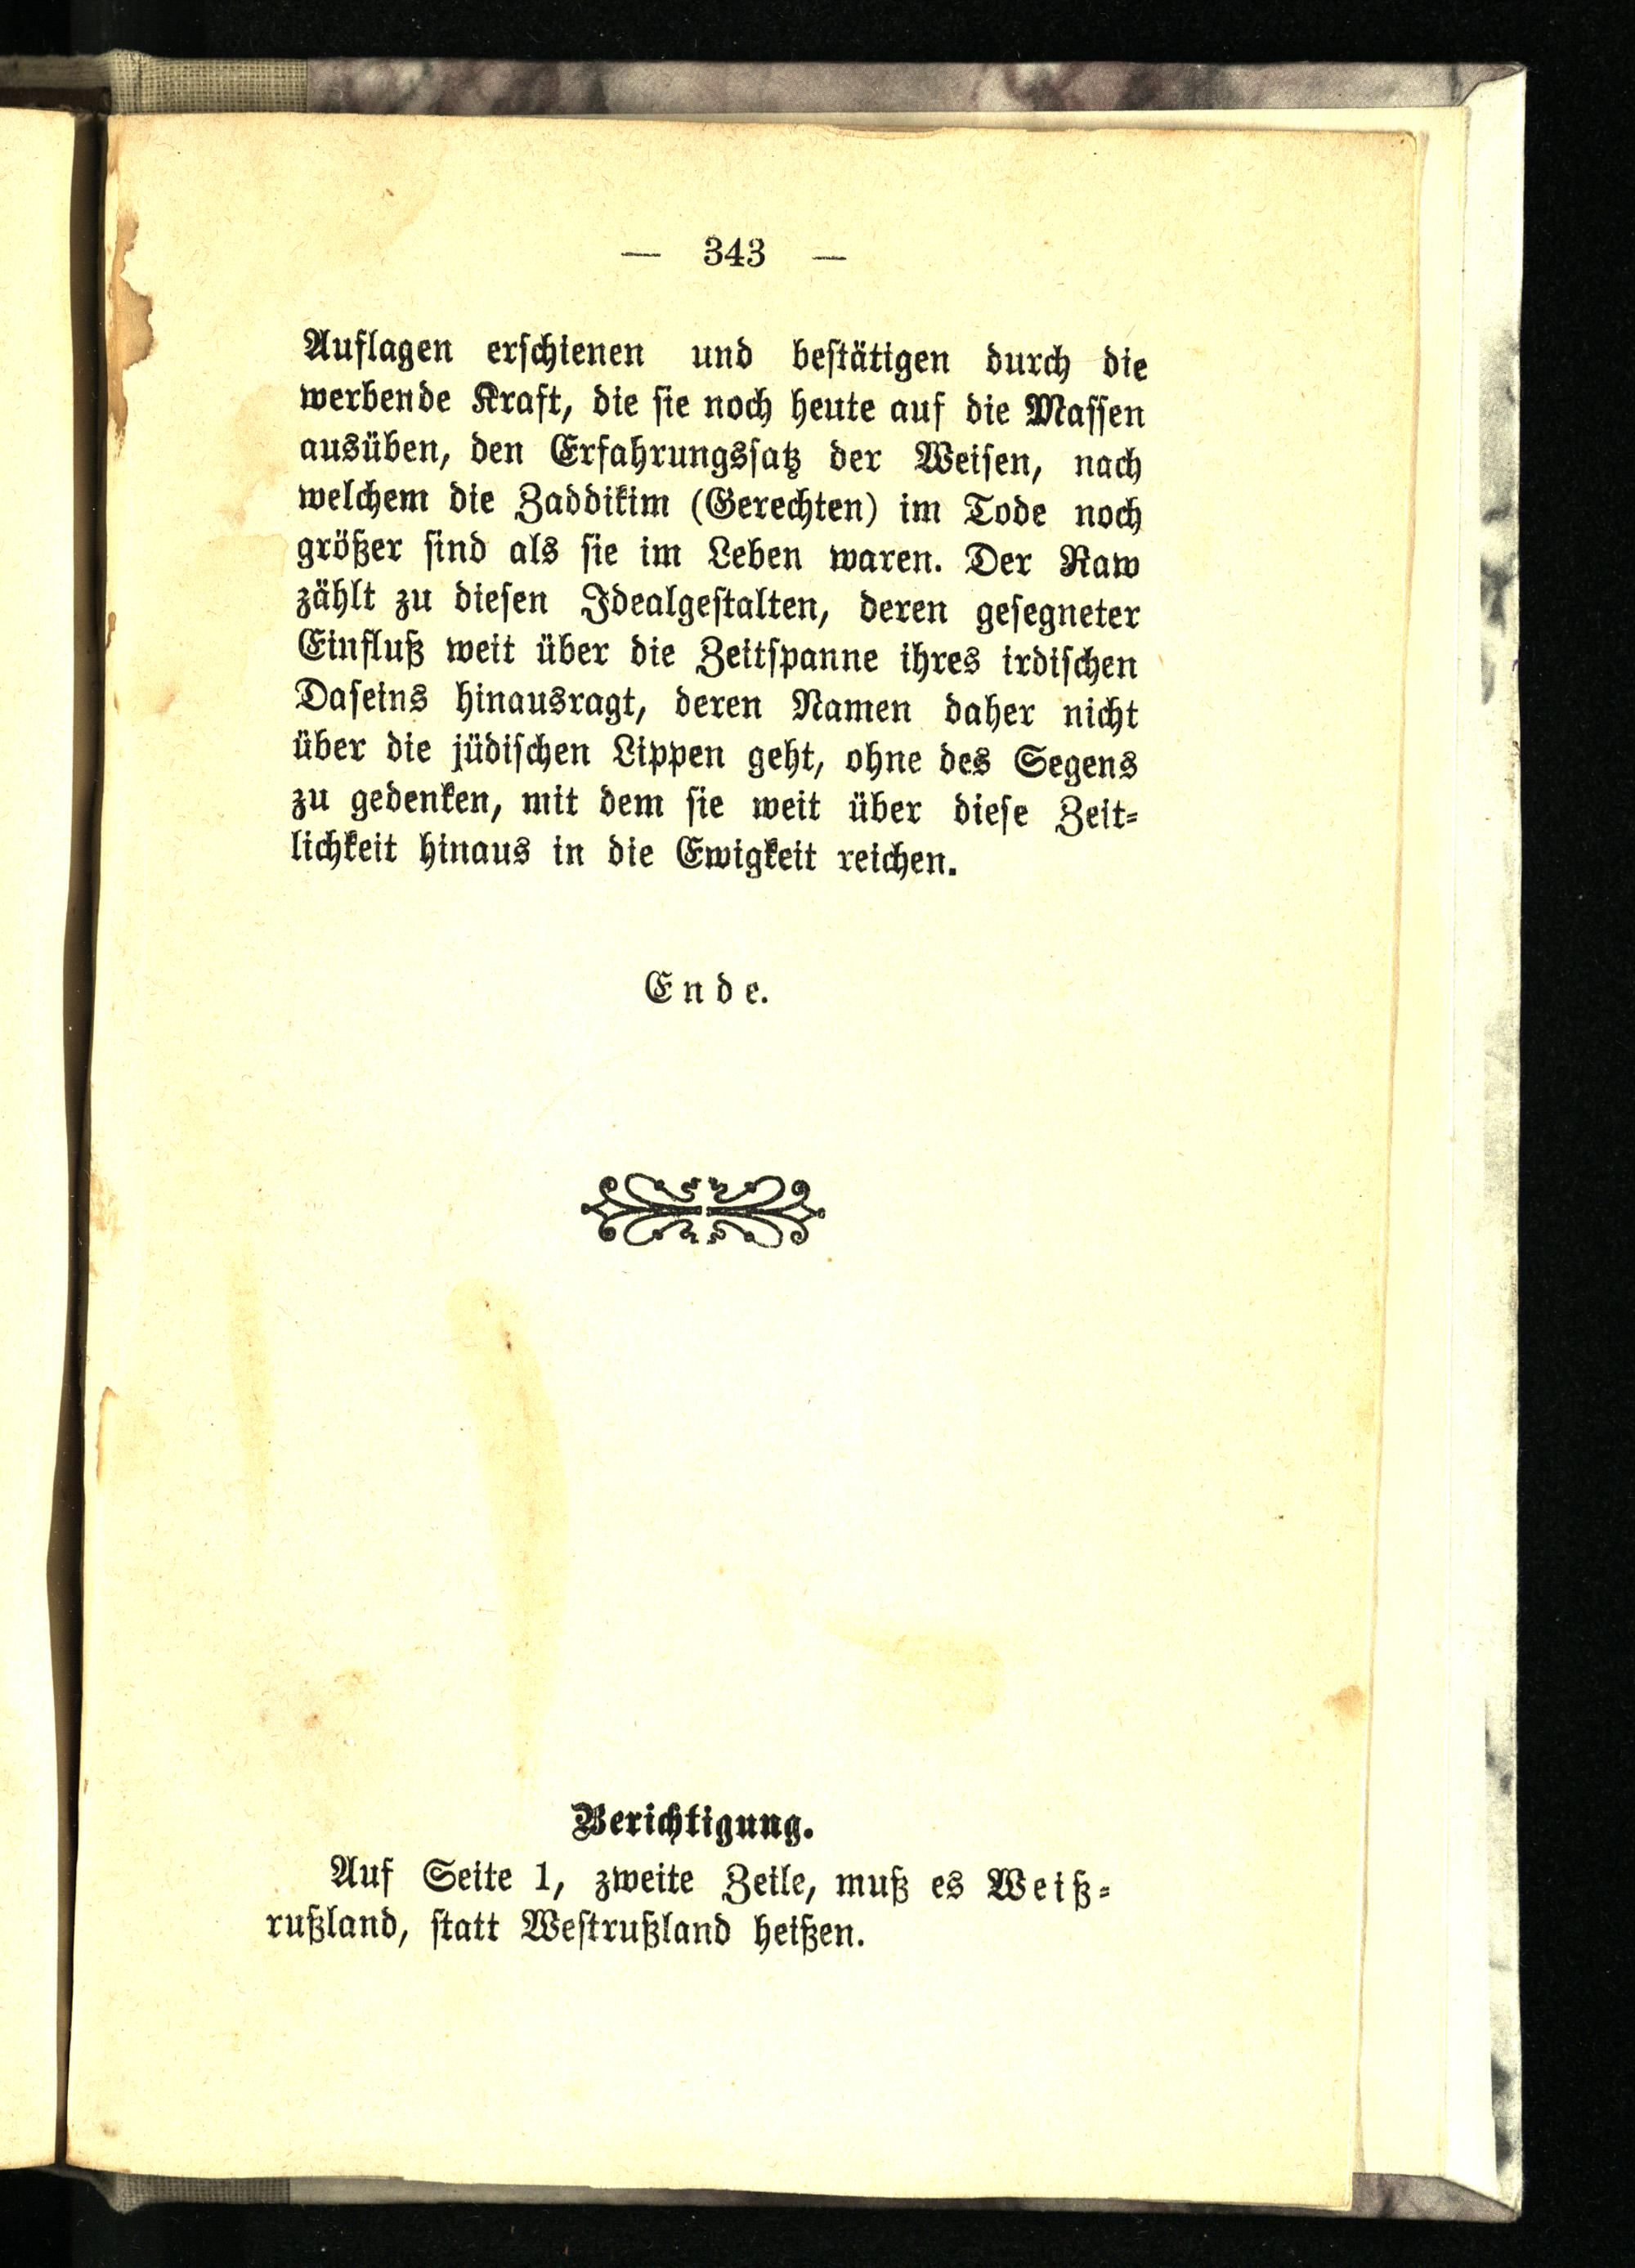 — 343 —
Auflagen erschienen und bestätigen durch die
werbende Kraft, die sie noch heute auf die Massen
ausüben, den Erfahrungssatz der Weisen, nach
welchem die Zaddikim (Gerechten) im Tode noch
größer sind als sie im Leben waren. Der Raw
zählt zu diesen Idealgestalten, deren gesegneter
Einfluß weit über die Zeitspanne ihres irdischen
Daseins hinausragt, deren Namen daher nicht
über die jüdischen Lippen geht, ohne des Segens
zu gedenken, mit dem sie weit über diese Zeit-
lichkeit hinaus in die Ewigkeit reichen.
Ende.
Berichtigung.
Auf Seite 1, zweite Zeile, muß es Weiß-
rußland, statt Westrußland heißen.